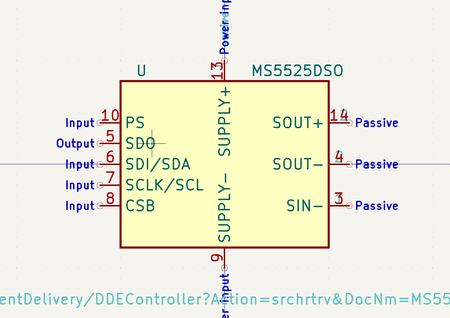 Power inp
U
MS5525DSO
13
SUPPLY+
Input 10 PS
SOUT+ 14 Passive
Output 5 SDO
Input 6 SDI/SDA
SOUT- 4 Passive
Input 7 SCLK/SCL
Input 8 CSB
SIN- 3 Passive
SUPPLY-
9
er input
entDelivery/DDEController?Action=srchrtrv&DocNm=MS55